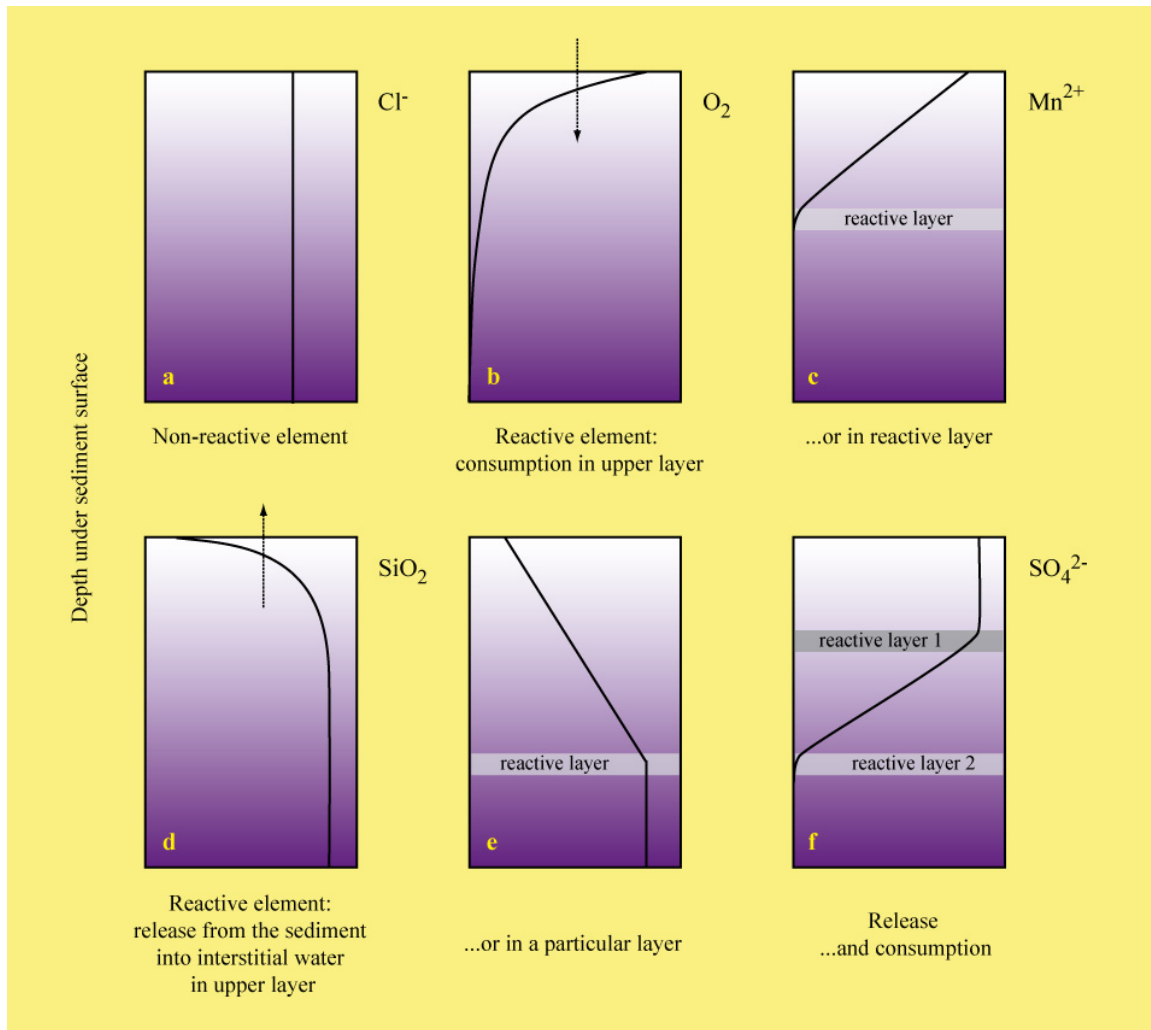 Depth under sediment surface
Cl-
a
Non-reactive element
O2
b
Reactive element:
consumption in upper layer
Mn2+
reactive layer
c
...or in reactive layer
SiO2
d
Reactive element:
release from the sediment
into interstitial water
in upper layer
reactive layer
e
...or in a particular layer
SO42-
reactive layer 1
reactive layer 2
f
Release
...and consumption